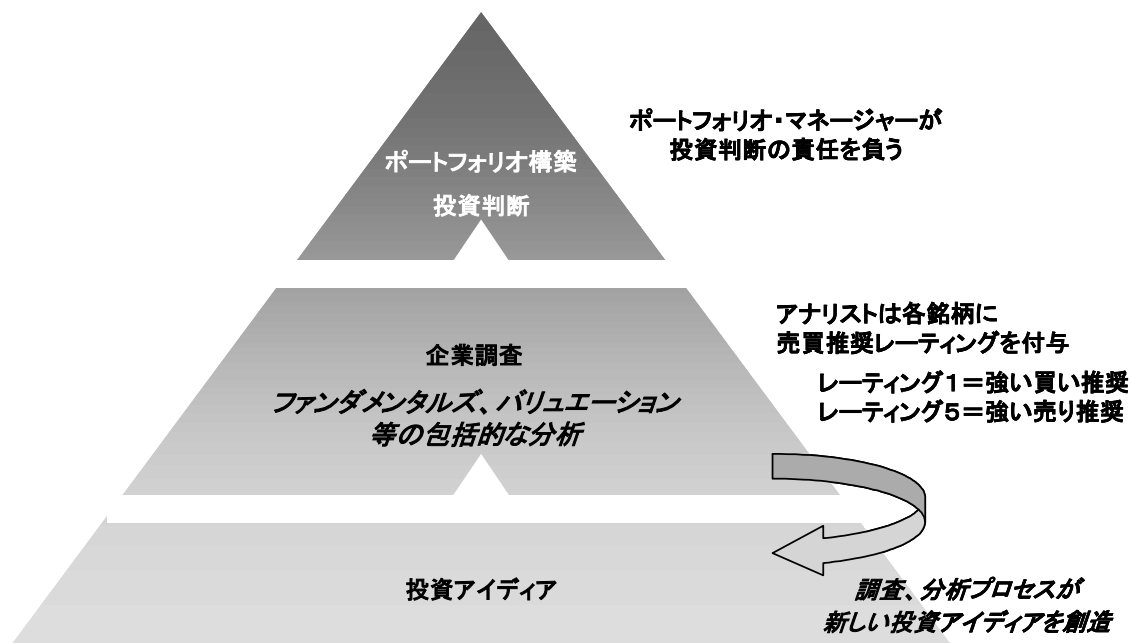 ポートフォリオ・マネージャーが
投資判断の責任を負う
ポートフォリオ構築
投資判断
アナリストは各銘柄に
売買推奨レーティングを付与
レーティング1=強い買い推奨
レーティング5=強い売り推奨
企業調査
ファンダメンタルズ、バリュエーション
等の包括的な分析
投資アイディア
調査、分析プロセスが
新しい投資アイディアを創造